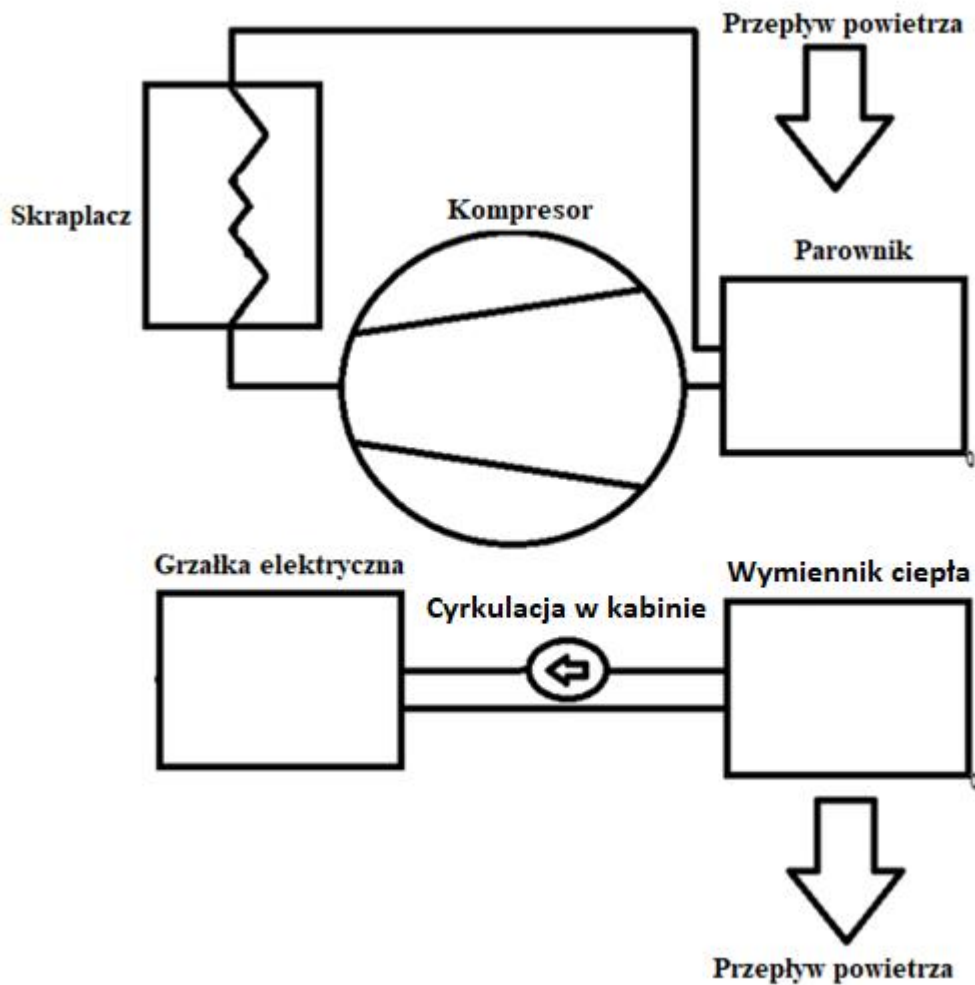 Przepływ powietrza
Skraplacz
Kompresor
Parownik
Grzałka elektryczna
Wymiennik ciepła
Cyrkulacja w kabinie
Przepływ powietrza